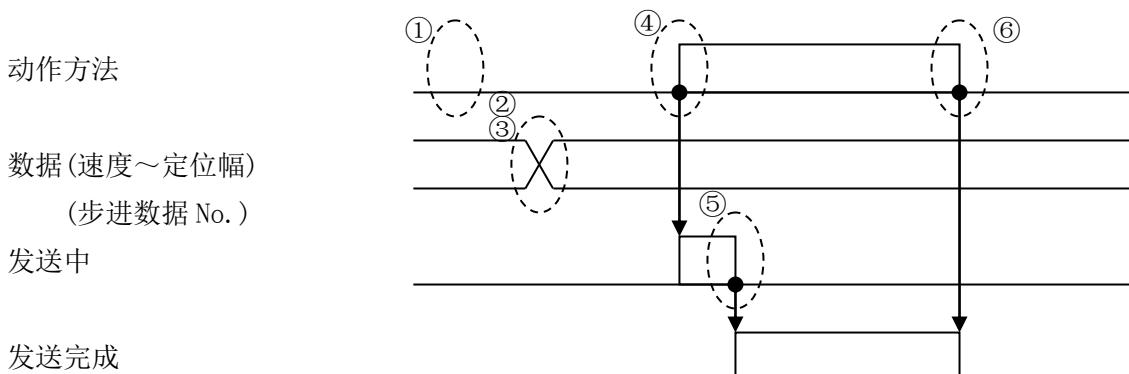 ① ④ ⑥
动作方法
②
③
数据(速度～定位幅)
(步进数据 No.)
⑤
发送中
发送完成